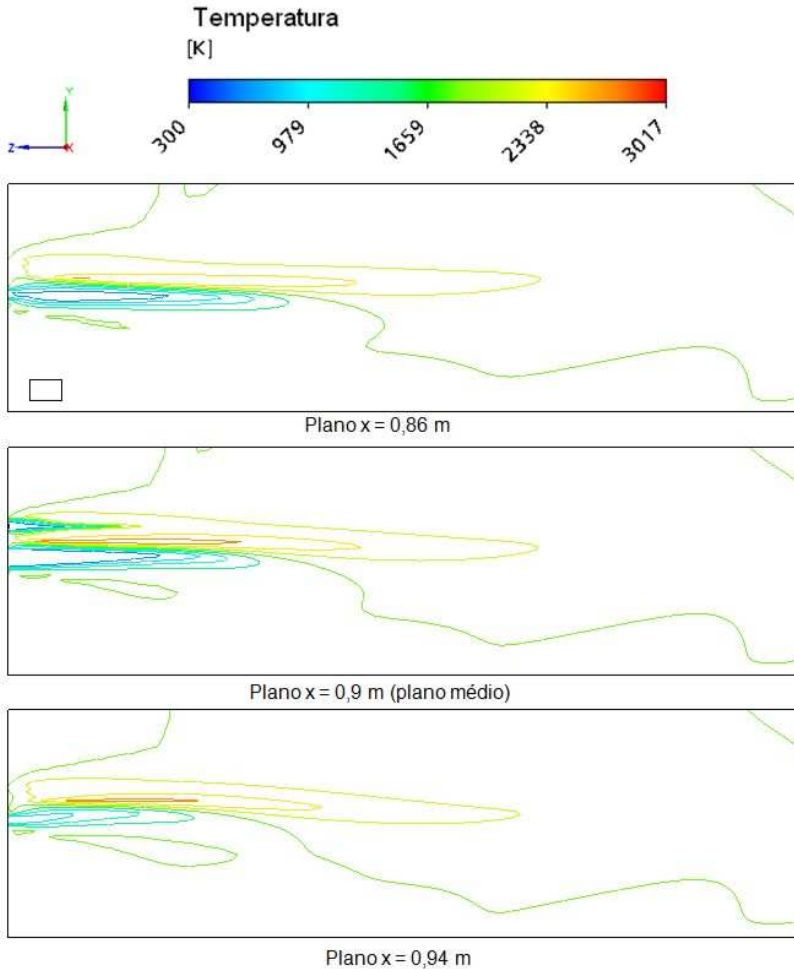 Temperatura
[K]
300 979 1659 2338 3017
Y
Z X
Plano x = 0,86 m
Plano x = 0,9 m (plano médio)
Plano x = 0,94 m